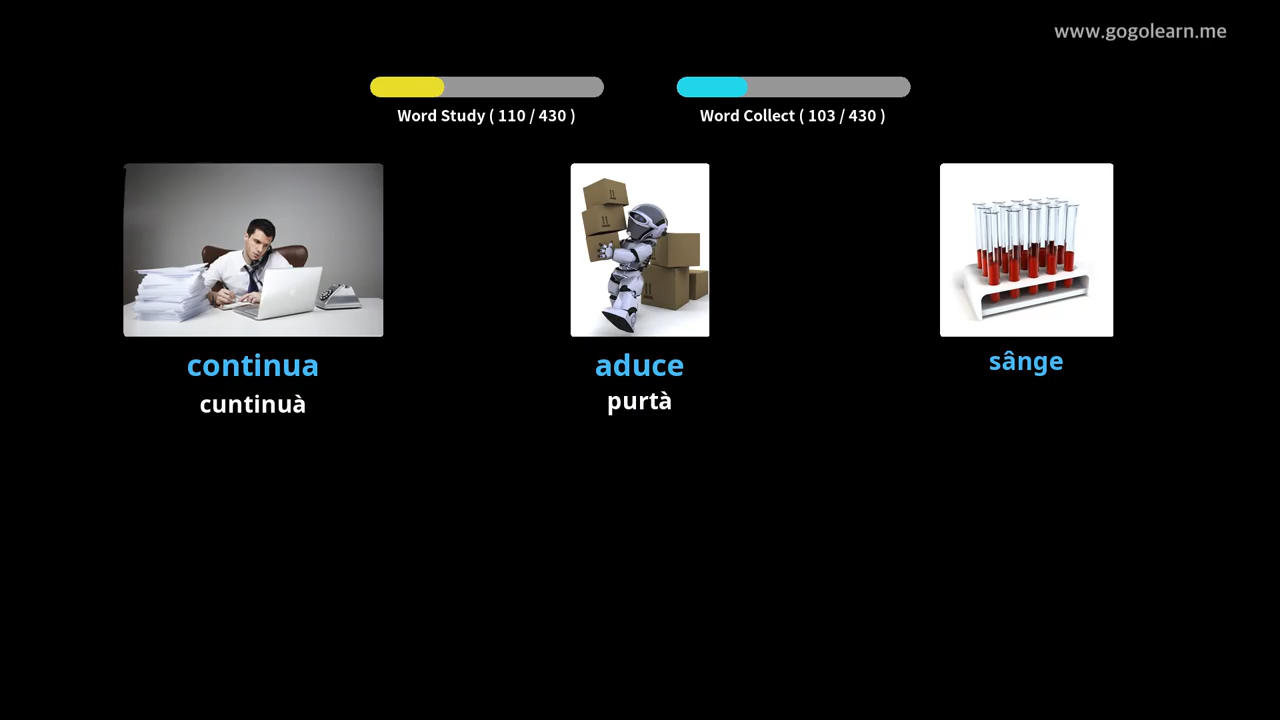 www.gogolearn.me
Word Study ( 110 / 430 )
Word Collect ( 103 / 430 )
continua
cuntinuà
aduce
purtà
sânge